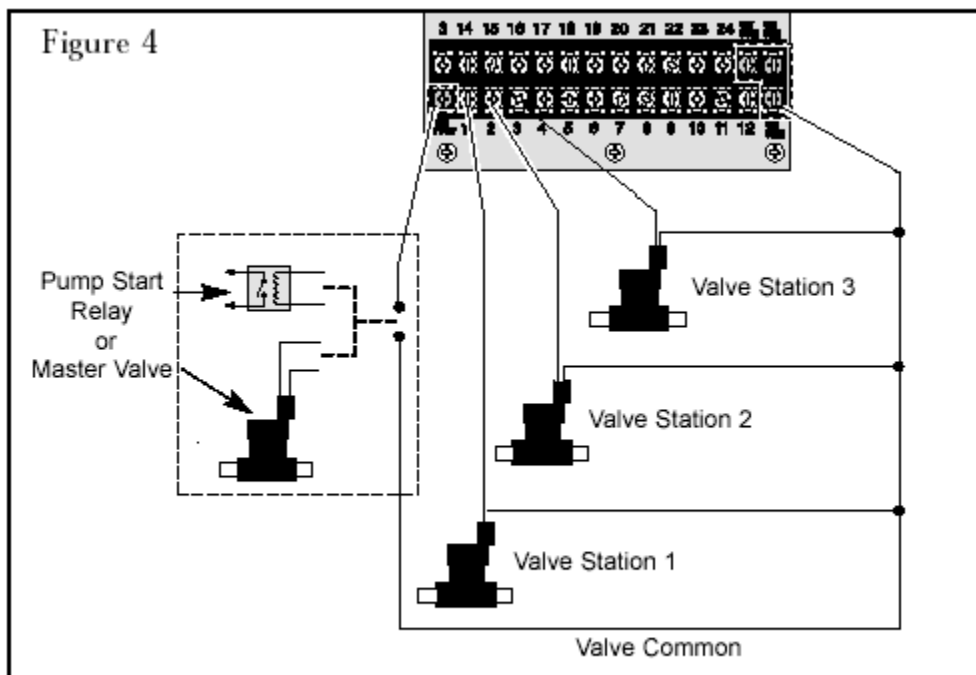 Figure 4
3 14 15 16 17 18 19 20 21 22 23 24
1 2 3 4 5 6 7 8 9 10 11 12
Pump Start
Relay
or
Master Valve
Valve Station 3
Valve Station 2
Valve Station 1
Valve Common